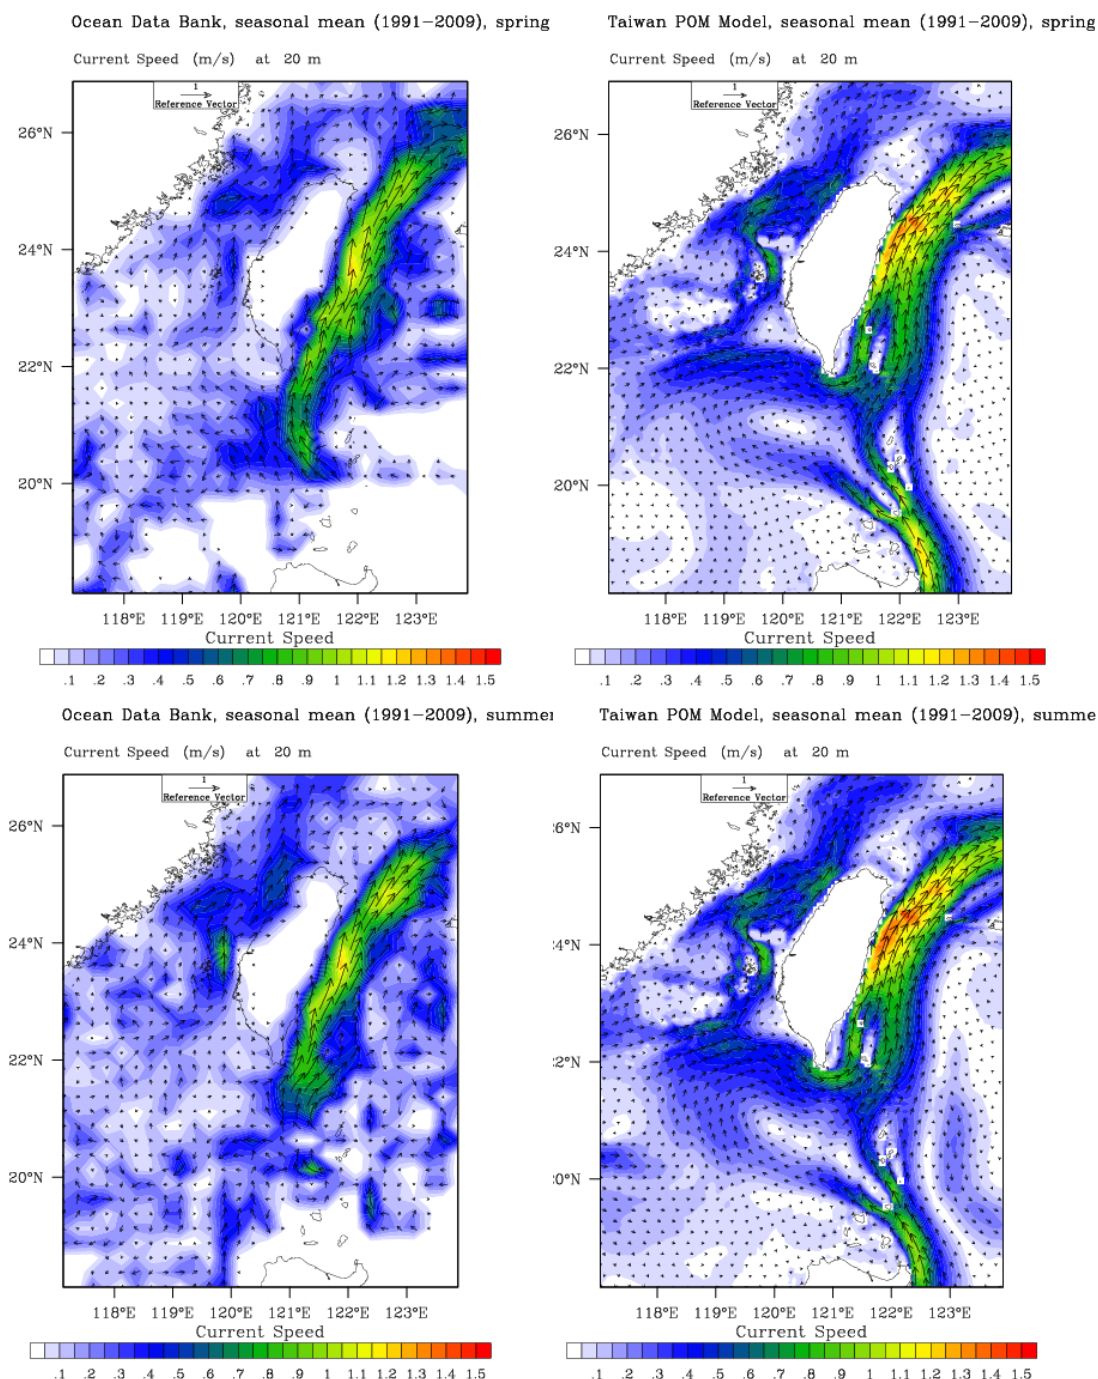 Ocean Data Bank, seasonal mean (1991-2009), spring
Current Speed (m/s) at 20 m
1
Reference Vector
26°N
24°N
22°N
20°N
118°E 119°E 120°E 121°E 122°E 123°E
Current Speed
.1 .2 .3 .4 .5 .6 .7 .8 .9 1 1.1 1.2 1.3 1.4 1.5
Taiwan POM Model, seasonal mean (1991-2009), spring
Current Speed (m/s) at 20 m
1
Reference Vector
26°N
24°N
22°N
20°N
118°E 119°E 120°E 121°E 122°E 123°E
Current Speed
.1 .2 .3 .4 .5 .6 .7 .8 .9 1 1.1 1.2 1.3 1.4 1.5
Ocean Data Bank, seasonal mean (1991-2009), summer
Current Speed (m/s) at 20 m
1
Reference Vector
26°N
24°N
22°N
20°N
118°E 119°E 120°E 121°E 122°E 123°E
Current Speed
.1 .2 .3 .4 .5 .6 .7 .8 .9 1 1.1 1.2 1.3 1.4 1.5
Taiwan POM Model, seasonal mean (1991-2009), summe
Current Speed (m/s) at 20 m
1
Reference Vector
6°N
4°N
2°N
0°N
118°E 119°E 120°E 121°E 122°E 123°E
Current Speed
.1 .2 .3 .4 .5 .6 .7 .8 .9 1 1.1 1.2 1.3 1.4 1.5